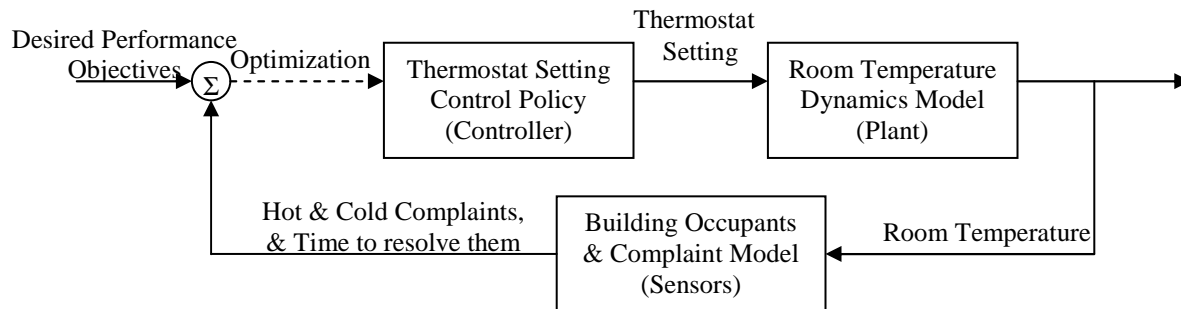 Desired Performance
Objectives
Σ
Optimization
Thermostat Setting
Control Policy
(Controller)
Thermostat
Setting
Room Temperature
Dynamics Model
(Plant)
Hot & Cold Complaints,
& Time to resolve them
Building Occupants
& Complaint Model
(Sensors)
Room Temperature